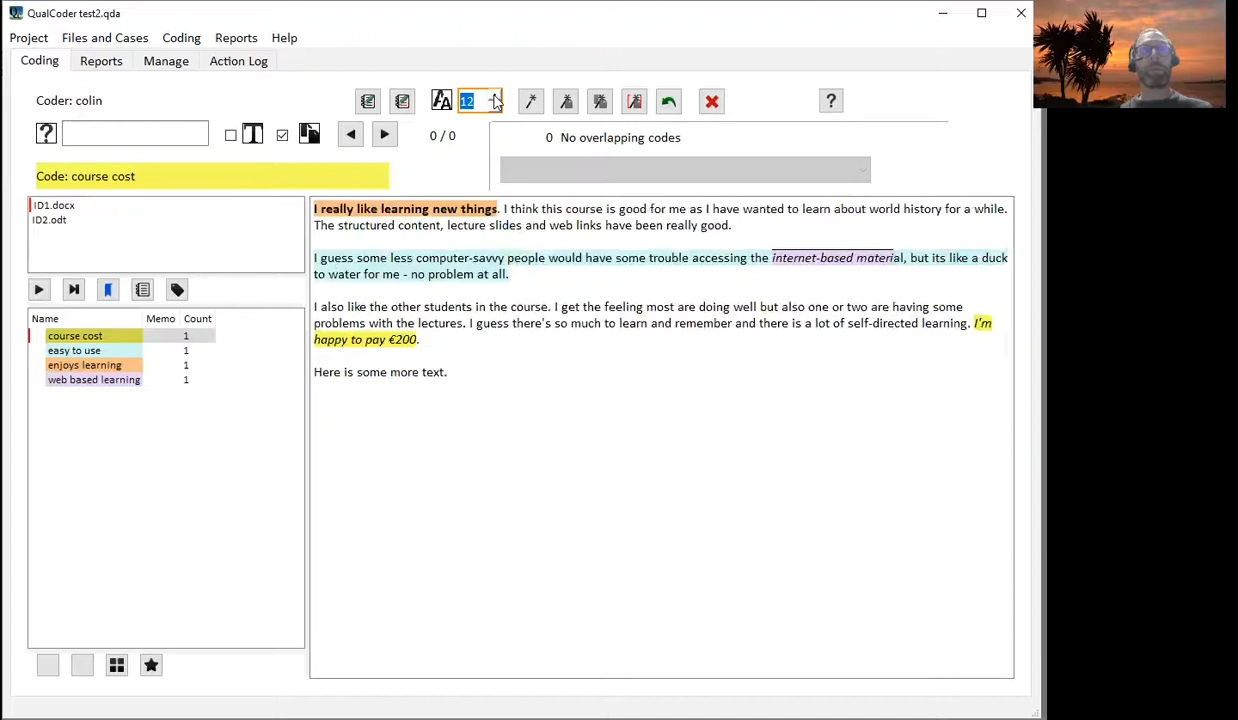 QualCoder test2.qda
Project Files and Cases Coding Reports Help
Coding Reports Manage Action Log
Coder: colin
12
?
?
0 / 0
0 No overlapping codes
Code: course cost
ID1.docx
ID2.odt
Name Memo Count
course cost 1
easy to use 1
enjoys learning 1
web based learning 1
I really like learning new things. I think this course is good for me as I have wanted to learn about world history for a while.
The structured content, lecture slides and web links have been really good.
I guess some less computer-savvy people would have some trouble accessing the internet-based material, but its like a duck
to water for me - no problem at all.
I also like the other students in the course. I get the feeling most are doing well but also one or two are having some
problems with the lectures. I guess there's so much to learn and remember and there is a lot of self-directed learning. I'm
happy to pay €200.
Here is some more text.